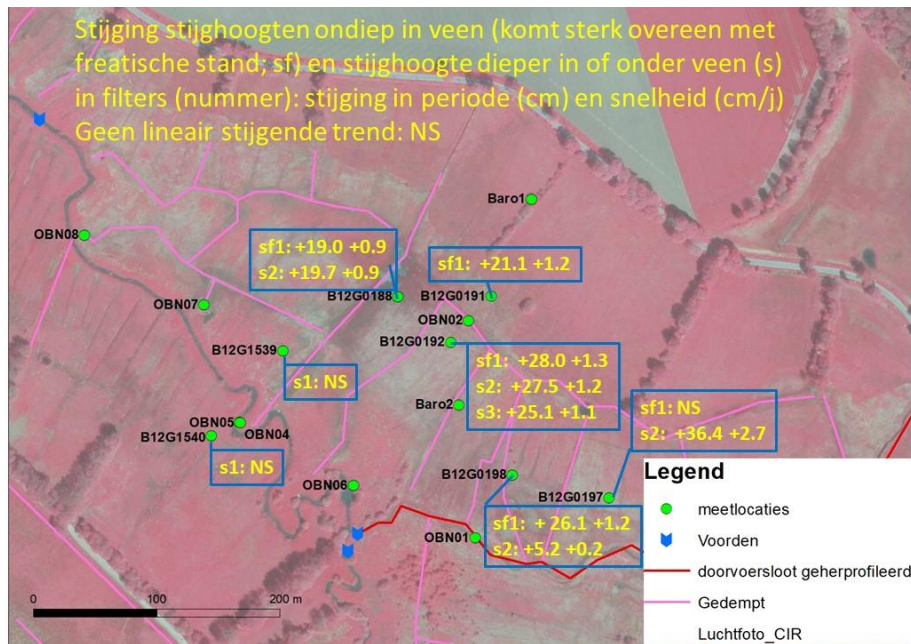 Stijging stijghoogten ondiep in veen (komt sterk overeen met
freatische stand; sf) en stijghoogte dieper in of onder veen (s)
in filters (nummer): stijging in periode (cm) en snelheid (cm/j)
Geen lineair stijgende trend: NS
Baro1
OBN08
sf1: +19.0 +0.9
s2: +19.7 +0.9
sf1: +21.1 +1.2
B12G0188
B12G0191
OBN07
OBN02
B12G0192
B12G1539
sf1: +28.0 +1.3
s2: +27.5 +1.2
s3: +25.1 +1.1
s1: NS
Baro2
sf1: NS
s2: +36.4 +2.7
OBN05
OBN04
B12G1540
s1: NS
OBN06
B12G0198
B12G0197
sf1: + 26.1 +1.2
s2: +5.2 +0.2
OBN01
Legend
meetlocaties
Voorden
doorvoersloot geherprofileerd
Gedempt
Luchtfoto_CIR
0 100 200 m